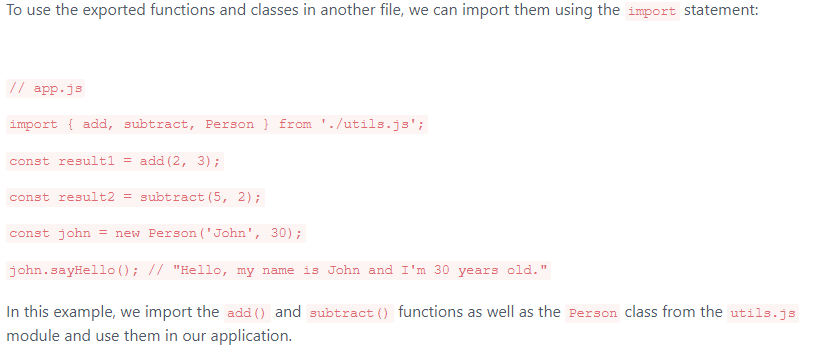 To use the exported functions and classes in another file, we can import them using the import statement:
// app.js
import { add, subtract, Person } from './utils.js';
const result1 = add(2, 3);
const result2 = subtract(5, 2);
const john = new Person('John', 30);
john.sayHello(); // "Hello, my name is John and I'm 30 years old."
In this example, we import the add() and subtract() functions as well as the Person class from the utils.js
module and use them in our application.